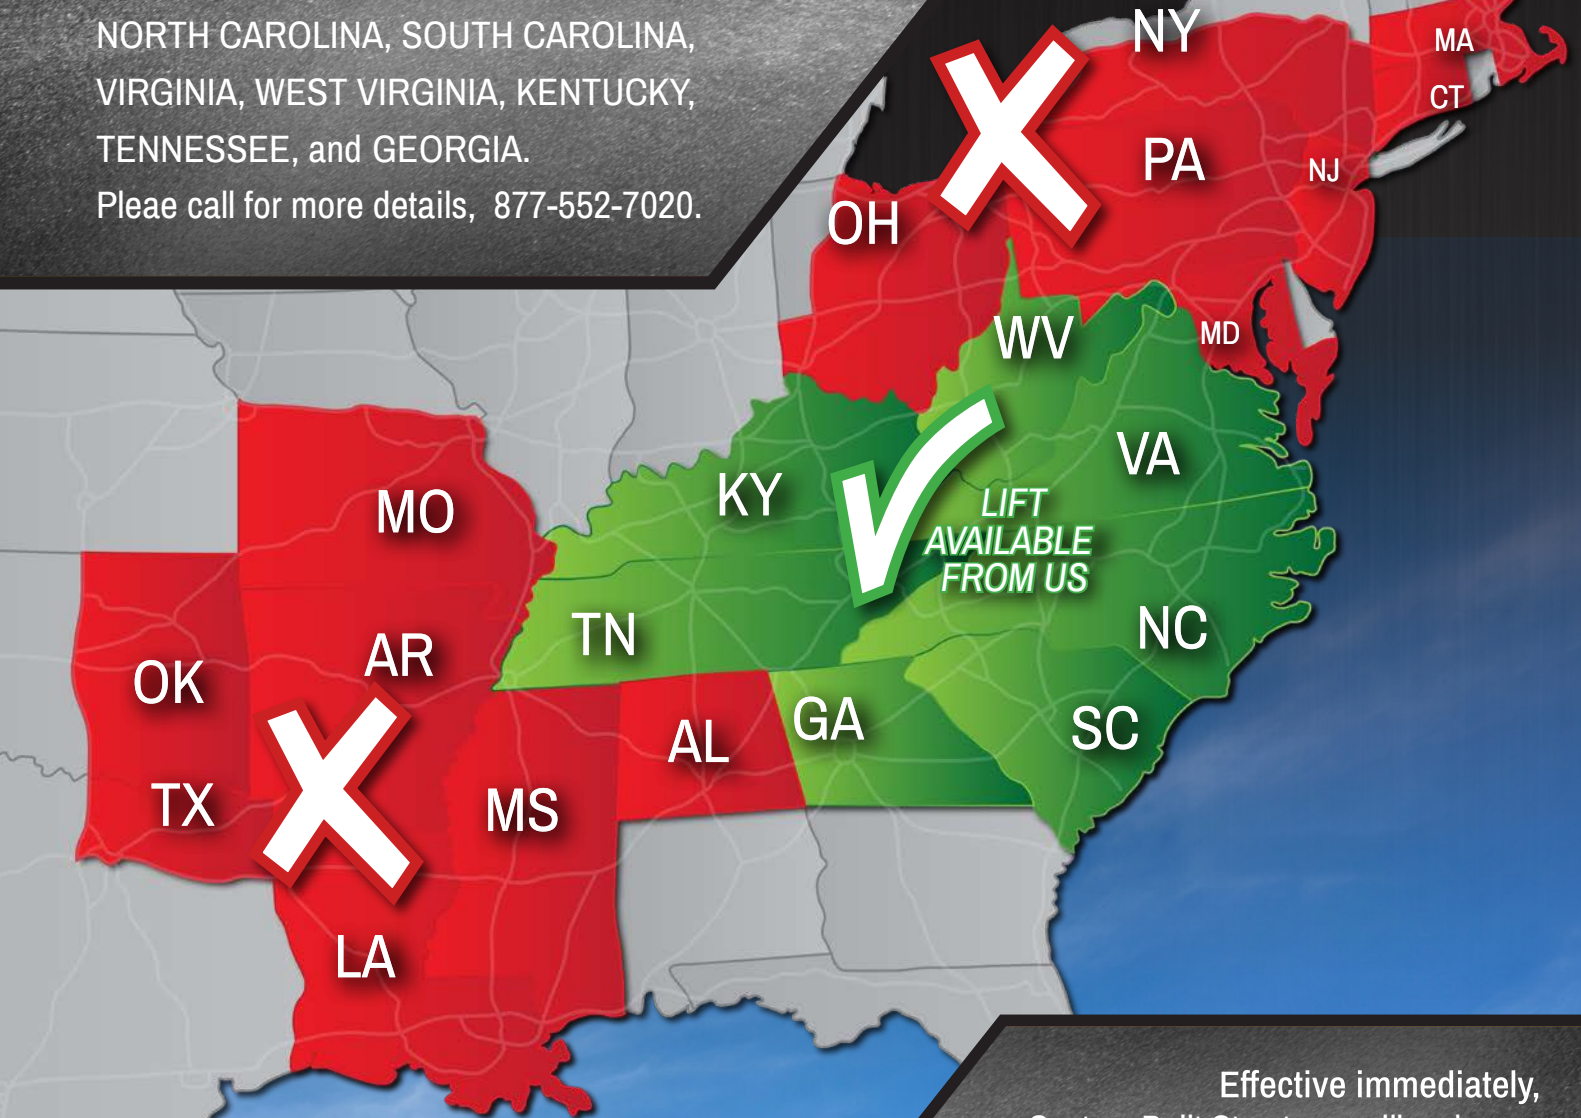 NORTH CAROLINA, SOUTH CAROLINA,
VIRGINIA, WEST VIRGINIA, KENTUCKY,
TENNESSEE, and GEORGIA.
Pleae call for more details, 877-552-7020.
NY
MA
CT
PA
NJ
OH
WV
MD
VA
KY
MO
LIFT
AVAILABLE
FROM US
TN
NC
AR
OK
GA
SC
AL
TX
MS
LA
Effective immediately,